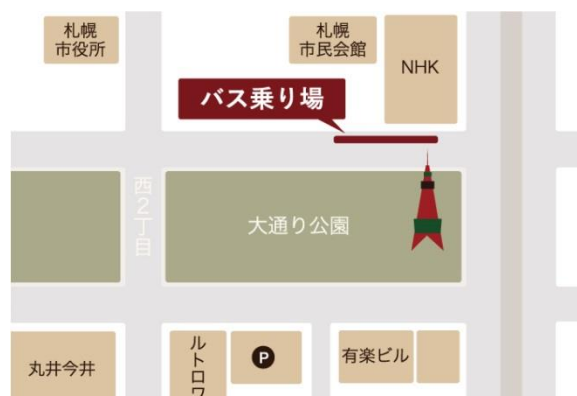 札幌
市役所
札幌
市民会館
NHK
バス乗り場
西2丁目
大通り公園
丸井今井
ルトロワ
P
有楽ビル